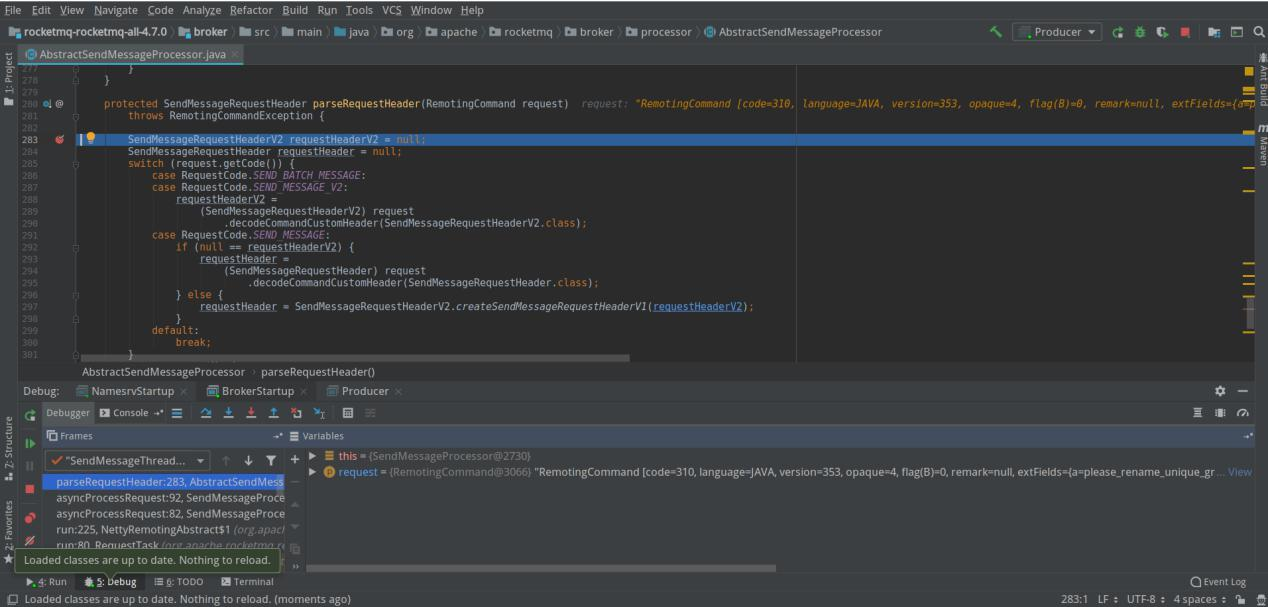 File Edit View Navigate Code Analyze Refactor Build Run Tools VCS Window Help
rocketmq-rocketmq-all-4.7.0 broker src main java org apache rocketmq broker processor AbstractSendMessageProcessor Producer
AbstractSendMessageProcessor.java
277 }
278 }
279
280 @ protected SendMessageRequestHeader parseRequestHeader(RemotingCommand request) request: "RemotingCommand [code=310, language=JAVA, version=353, opaque=4, flag(B)=0, remark=null, extFields={a=p
281 throws RemotingCommandException {
282
283 SendMessageRequestHeaderV2 requestHeaderV2 = null;
284 SendMessageRequestHeader requestHeader = null;
285 switch (request.getCode()) {
286 case RequestCode.SEND_BATCH_MESSAGE:
287 case RequestCode.SEND_MESSAGE_V2:
288 requestHeaderV2 =
289 (SendMessageRequestHeaderV2) request
290 .decodeCommandCustomHeader(SendMessageRequestHeaderV2.class);
291 case RequestCode.SEND_MESSAGE:
292 if (null == requestHeaderV2) {
293 requestHeader =
294 (SendMessageRequestHeader) request
295 .decodeCommandCustomHeader(SendMessageRequestHeader.class);
296 } else {
297 requestHeader = SendMessageRequestHeaderV2.createSendMessageRequestHeaderV1(requestHeaderV2);
298 }
299 default:
300 break;
301 }
1: Project
Ant Build
Maven
AbstractSendMessageProcessor › parseRequestHeader()
Debug: NamesrvStartup BrokerStartup Producer
Debugger Console
Frames Variables
"SendMessageThread...
this = {SendMessageProcessor@2730}
request = {RemotingCommand@3066} "RemotingCommand [code=310, language=JAVA, version=353, opaque=4, flag(B)=0, remark=null, extFields={a=please_rename_unique_gr... View
parseRequestHeader:283, AbstractSendMess
asyncProcessRequest:92, SendMessageProce
asyncProcessRequest:82, SendMessageProce
run:225, NettyRemotingAbstract$1 (org.apac
run:80, RequestTask (org.apache.rocketmq.re
Z: Structure
2: Favorites
Loaded classes are up to date. Nothing to reload.
4: Run 5: Debug 6: TODO Terminal Event Log
Loaded classes are up to date. Nothing to reload. (moments ago) 283:1 LF UTF-8 4 spaces